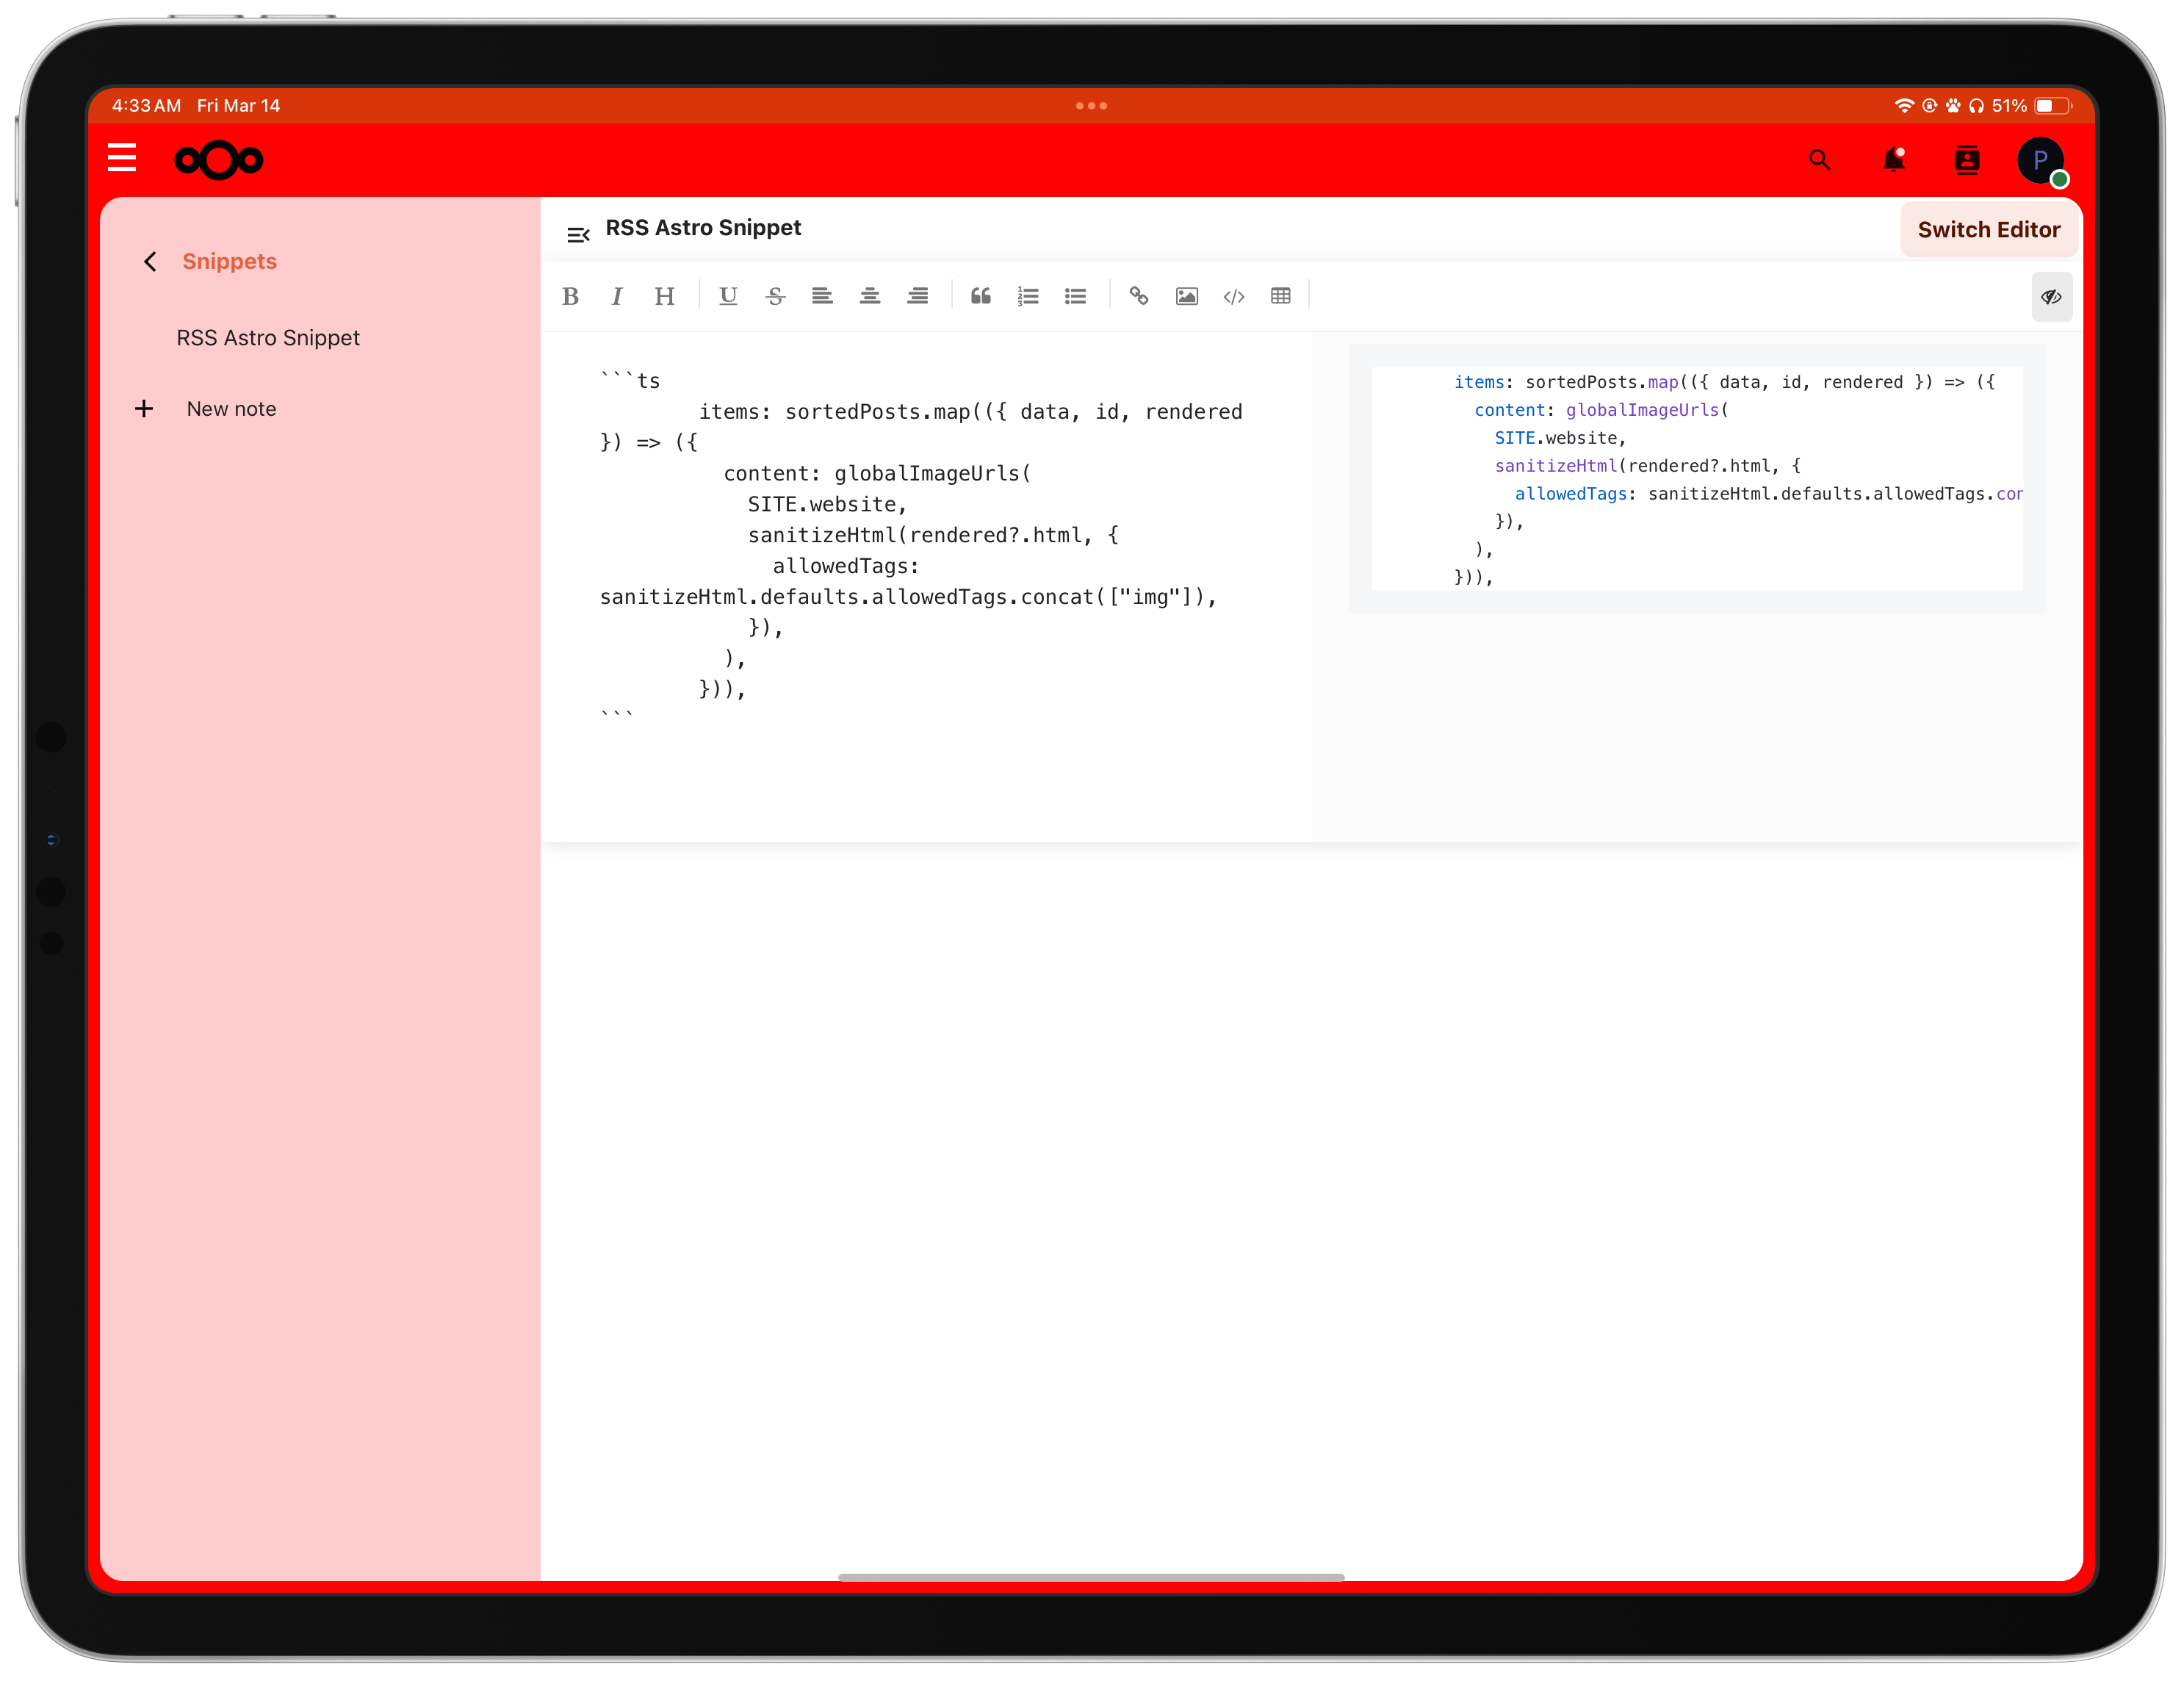 4:33 AM Fri Mar 14
51%
P
Snippets
RSS Astro Snippet
New note
RSS Astro Snippet
Switch Editor
B I H U S
```ts
        items: sortedPosts.map(({ data, id, rendered
}) => ({
          content: globalImageUrls(
            SITE.website,
            sanitizeHtml(rendered?.html, {
              allowedTags:
sanitizeHtml.defaults.allowedTags.concat(["img"]),
            }),
          ),
        })),
```
        items: sortedPosts.map(({ data, id, rendered }) => ({
          content: globalImageUrls(
            SITE.website,
            sanitizeHtml(rendered?.html, {
              allowedTags: sanitizeHtml.defaults.allowedTags.con
            }),
          ),
        })),